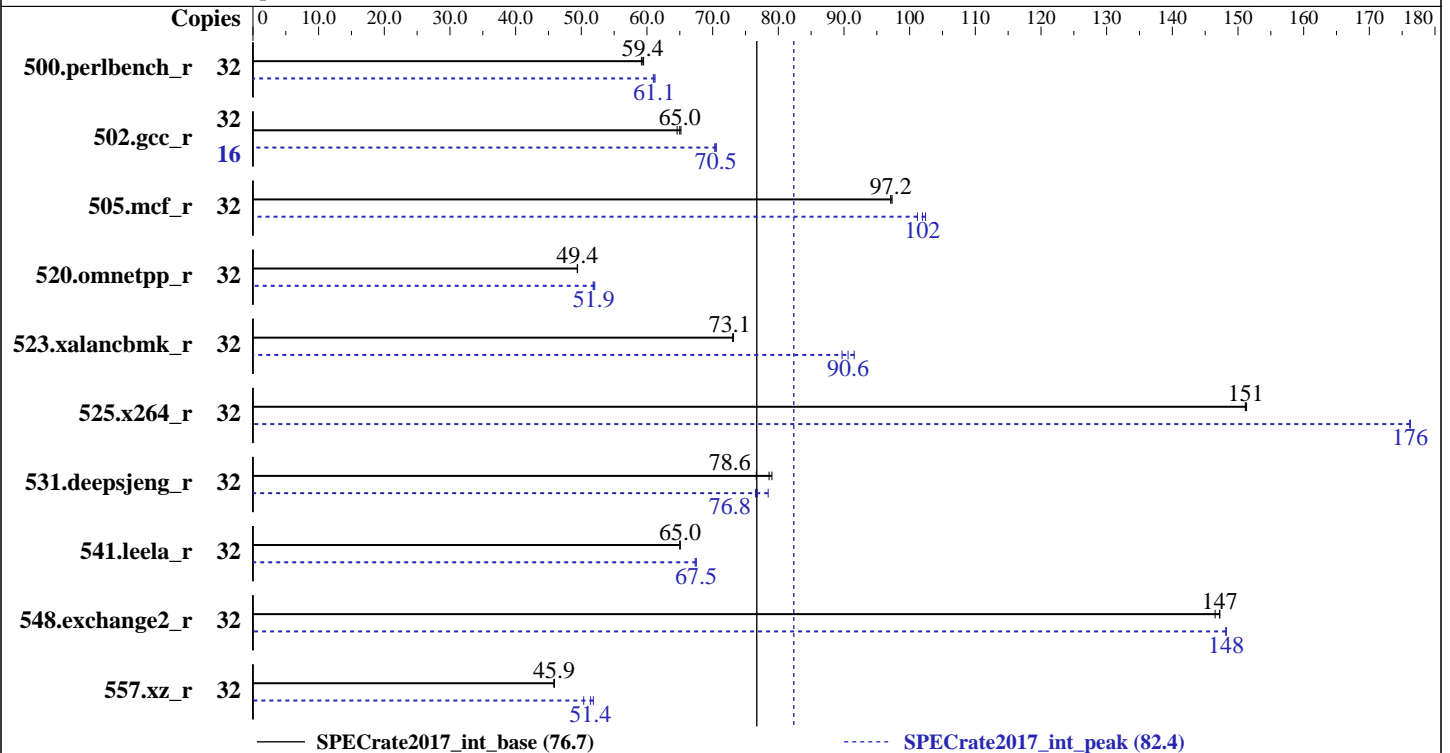 Copies 0 10.0 20.0 30.0 40.0 50.0 60.0 70.0 80.0 90.0 100 110 120 130 140 150 160 170 180
59.4
500.perlbench_r 32
61.1
32 65.0
502.gcc_r
16 70.5
97.2
505.mcf_r 32
102
49.4
520.omnetpp_r 32
51.9
73.1
523.xalancbmk_r 32
90.6
151
525.x264_r 32
176
78.6
531.deepsjeng_r 32
76.8
65.0
541.leela_r 32
67.5
147
548.exchange2_r 32
148
45.9
557.xz_r 32
51.4
SPECrate2017_int_base (76.7) SPECrate2017_int_peak (82.4)